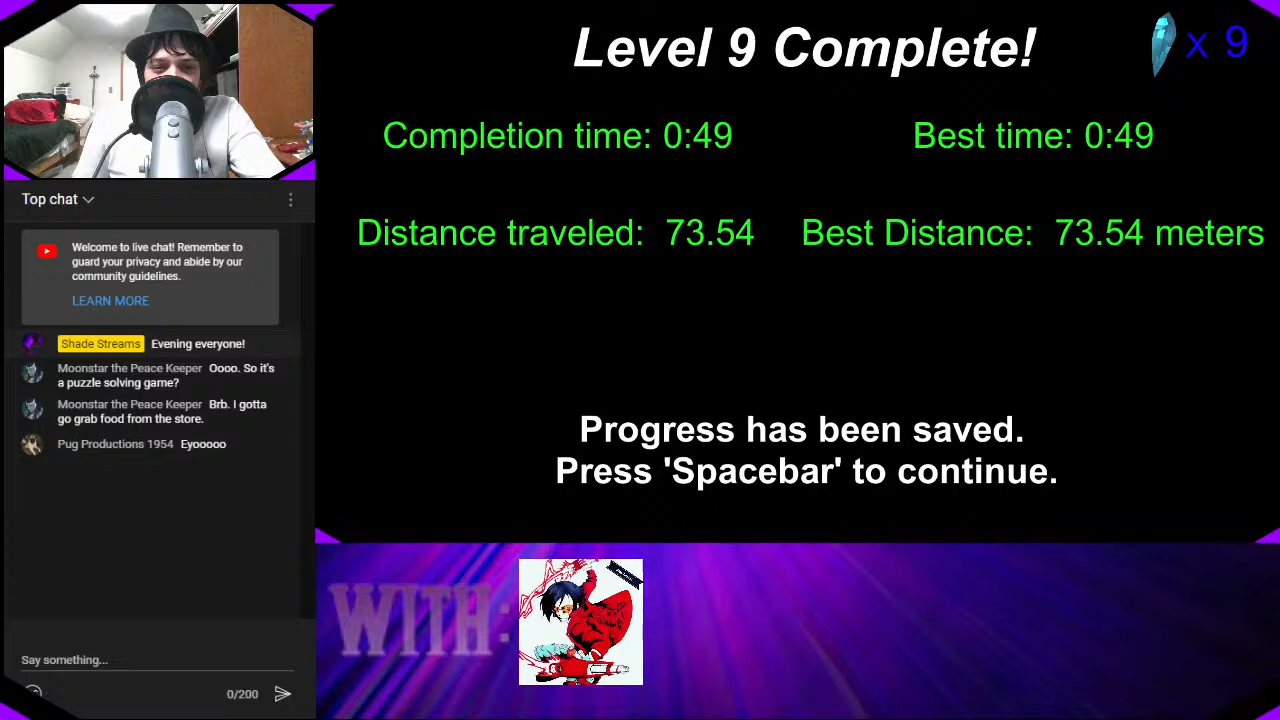 Level 9 Complete!
x 9
Completion time: 0:49
Best time: 0:49
Distance traveled: 73.54
Best Distance: 73.54 meters
Progress has been saved.
Press 'Spacebar' to continue.
Top chat
Welcome to live chat! Remember to
guard your privacy and abide by our
community guidelines.
LEARN MORE
Shade Streams Evening everyone!
Moonstar the Peace Keeper Oooo. So it's
a puzzle solving game?
Moonstar the Peace Keeper Brb. I gotta
go grab food from the store.
Pug Productions 1954 Eyooooo
Say something...
0/200
WITH: